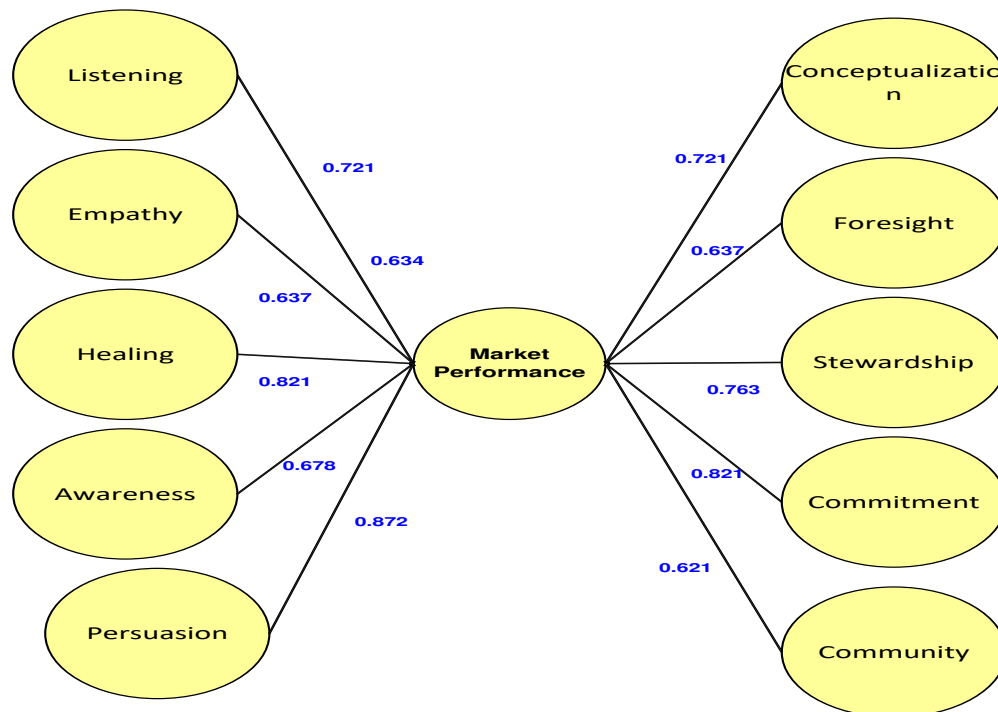 Listening
Conceptualizatio
n
0.721
0.721
Empathy
Foresight
0.634
0.637
0.637
Healing
Market
Performance
Stewardship
0.821
0.763
Awareness
0.678
0.821
Commitment
0.872
0.621
Persuasion
Community